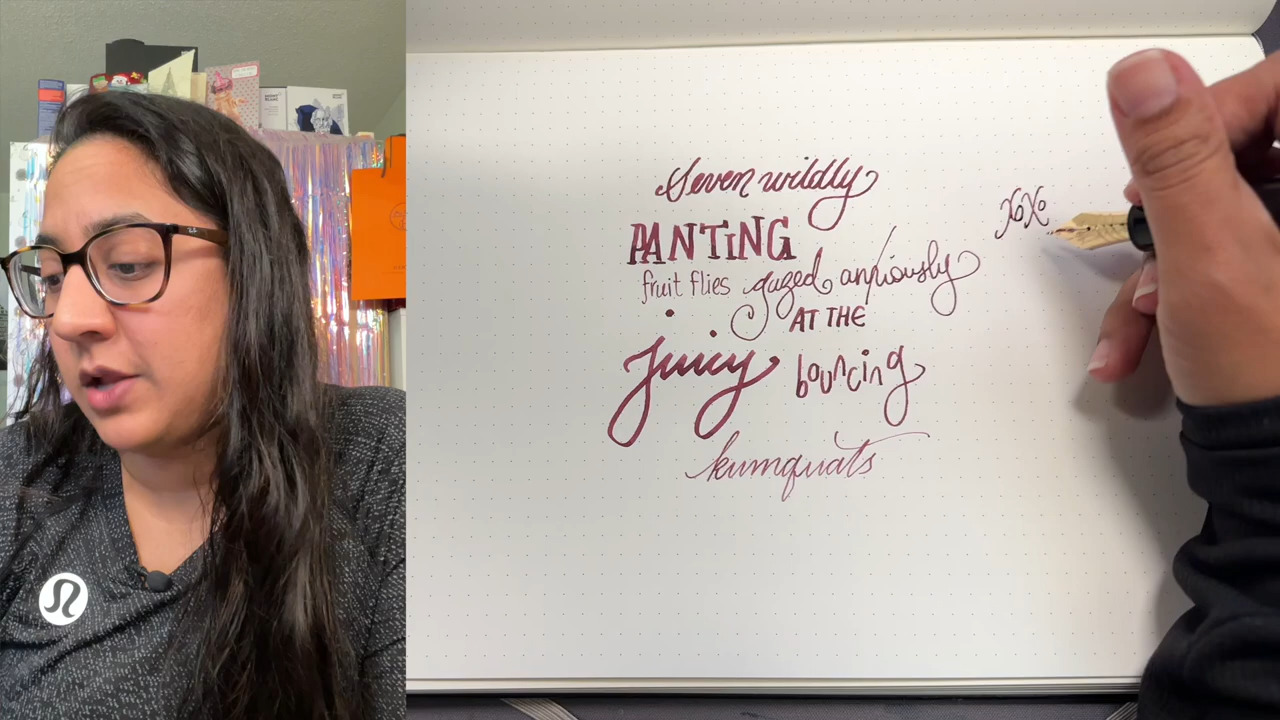 Seven wildly
PANTING
fruit flies gazed anxiously
AT THE
juicy bouncing
kumquats
xoxo